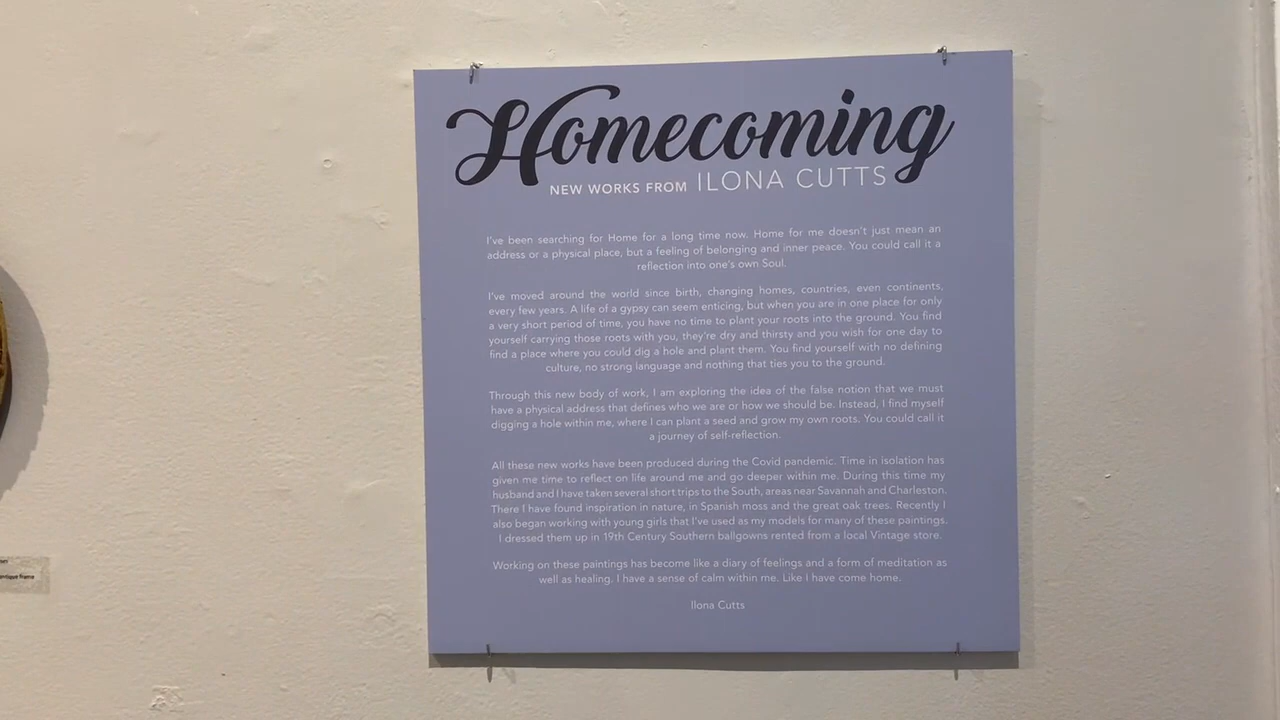 Homecoming
NEW WORKS FROM ILONA CUTTS
I've been searching for Home for a long time now. Home for me doesn't just mean an
address or a physical place, but a feeling of belonging and inner peace. You could call it a
reflection into one's own Soul.
I've moved around the world since birth, changing homes, countries, even continents,
every few years. A life of a gypsy can seem enticing, but when you are in one place for only
a very short period of time, you have no time to plant your roots into the ground. You find
yourself carrying those roots with you, they're dry and thirsty and you wish for one day to
find a place where you could dig a hole and plant them. You find yourself with no defining
culture, no strong language and nothing that ties you to the ground.
Through this new body of work, I am exploring the idea of the false notion that we must
have a physical address that defines who we are or how we should be. Instead, I find myself
digging a hole within me, where I can plant a seed and grow my own roots. You could call it
a journey of self-reflection.
All these new works have been produced during the Covid pandemic. Time in isolation has
given me time to reflect on life around me and go deeper within me. During this time my
husband and I have taken several short trips to the South, areas near Savannah and Charleston.
There I have found inspiration in nature, in Spanish moss and the great oak trees. Recently I
also began working with young girls that I've used as my models for many of these paintings.
I dressed them up in 19th Century Southern ballgowns rented from a local Vintage store.
Working on these paintings has become like a diary of feelings and a form of meditation as
well as healing. I have a sense of calm within me. Like I have come home.
Ilona Cutts
frame